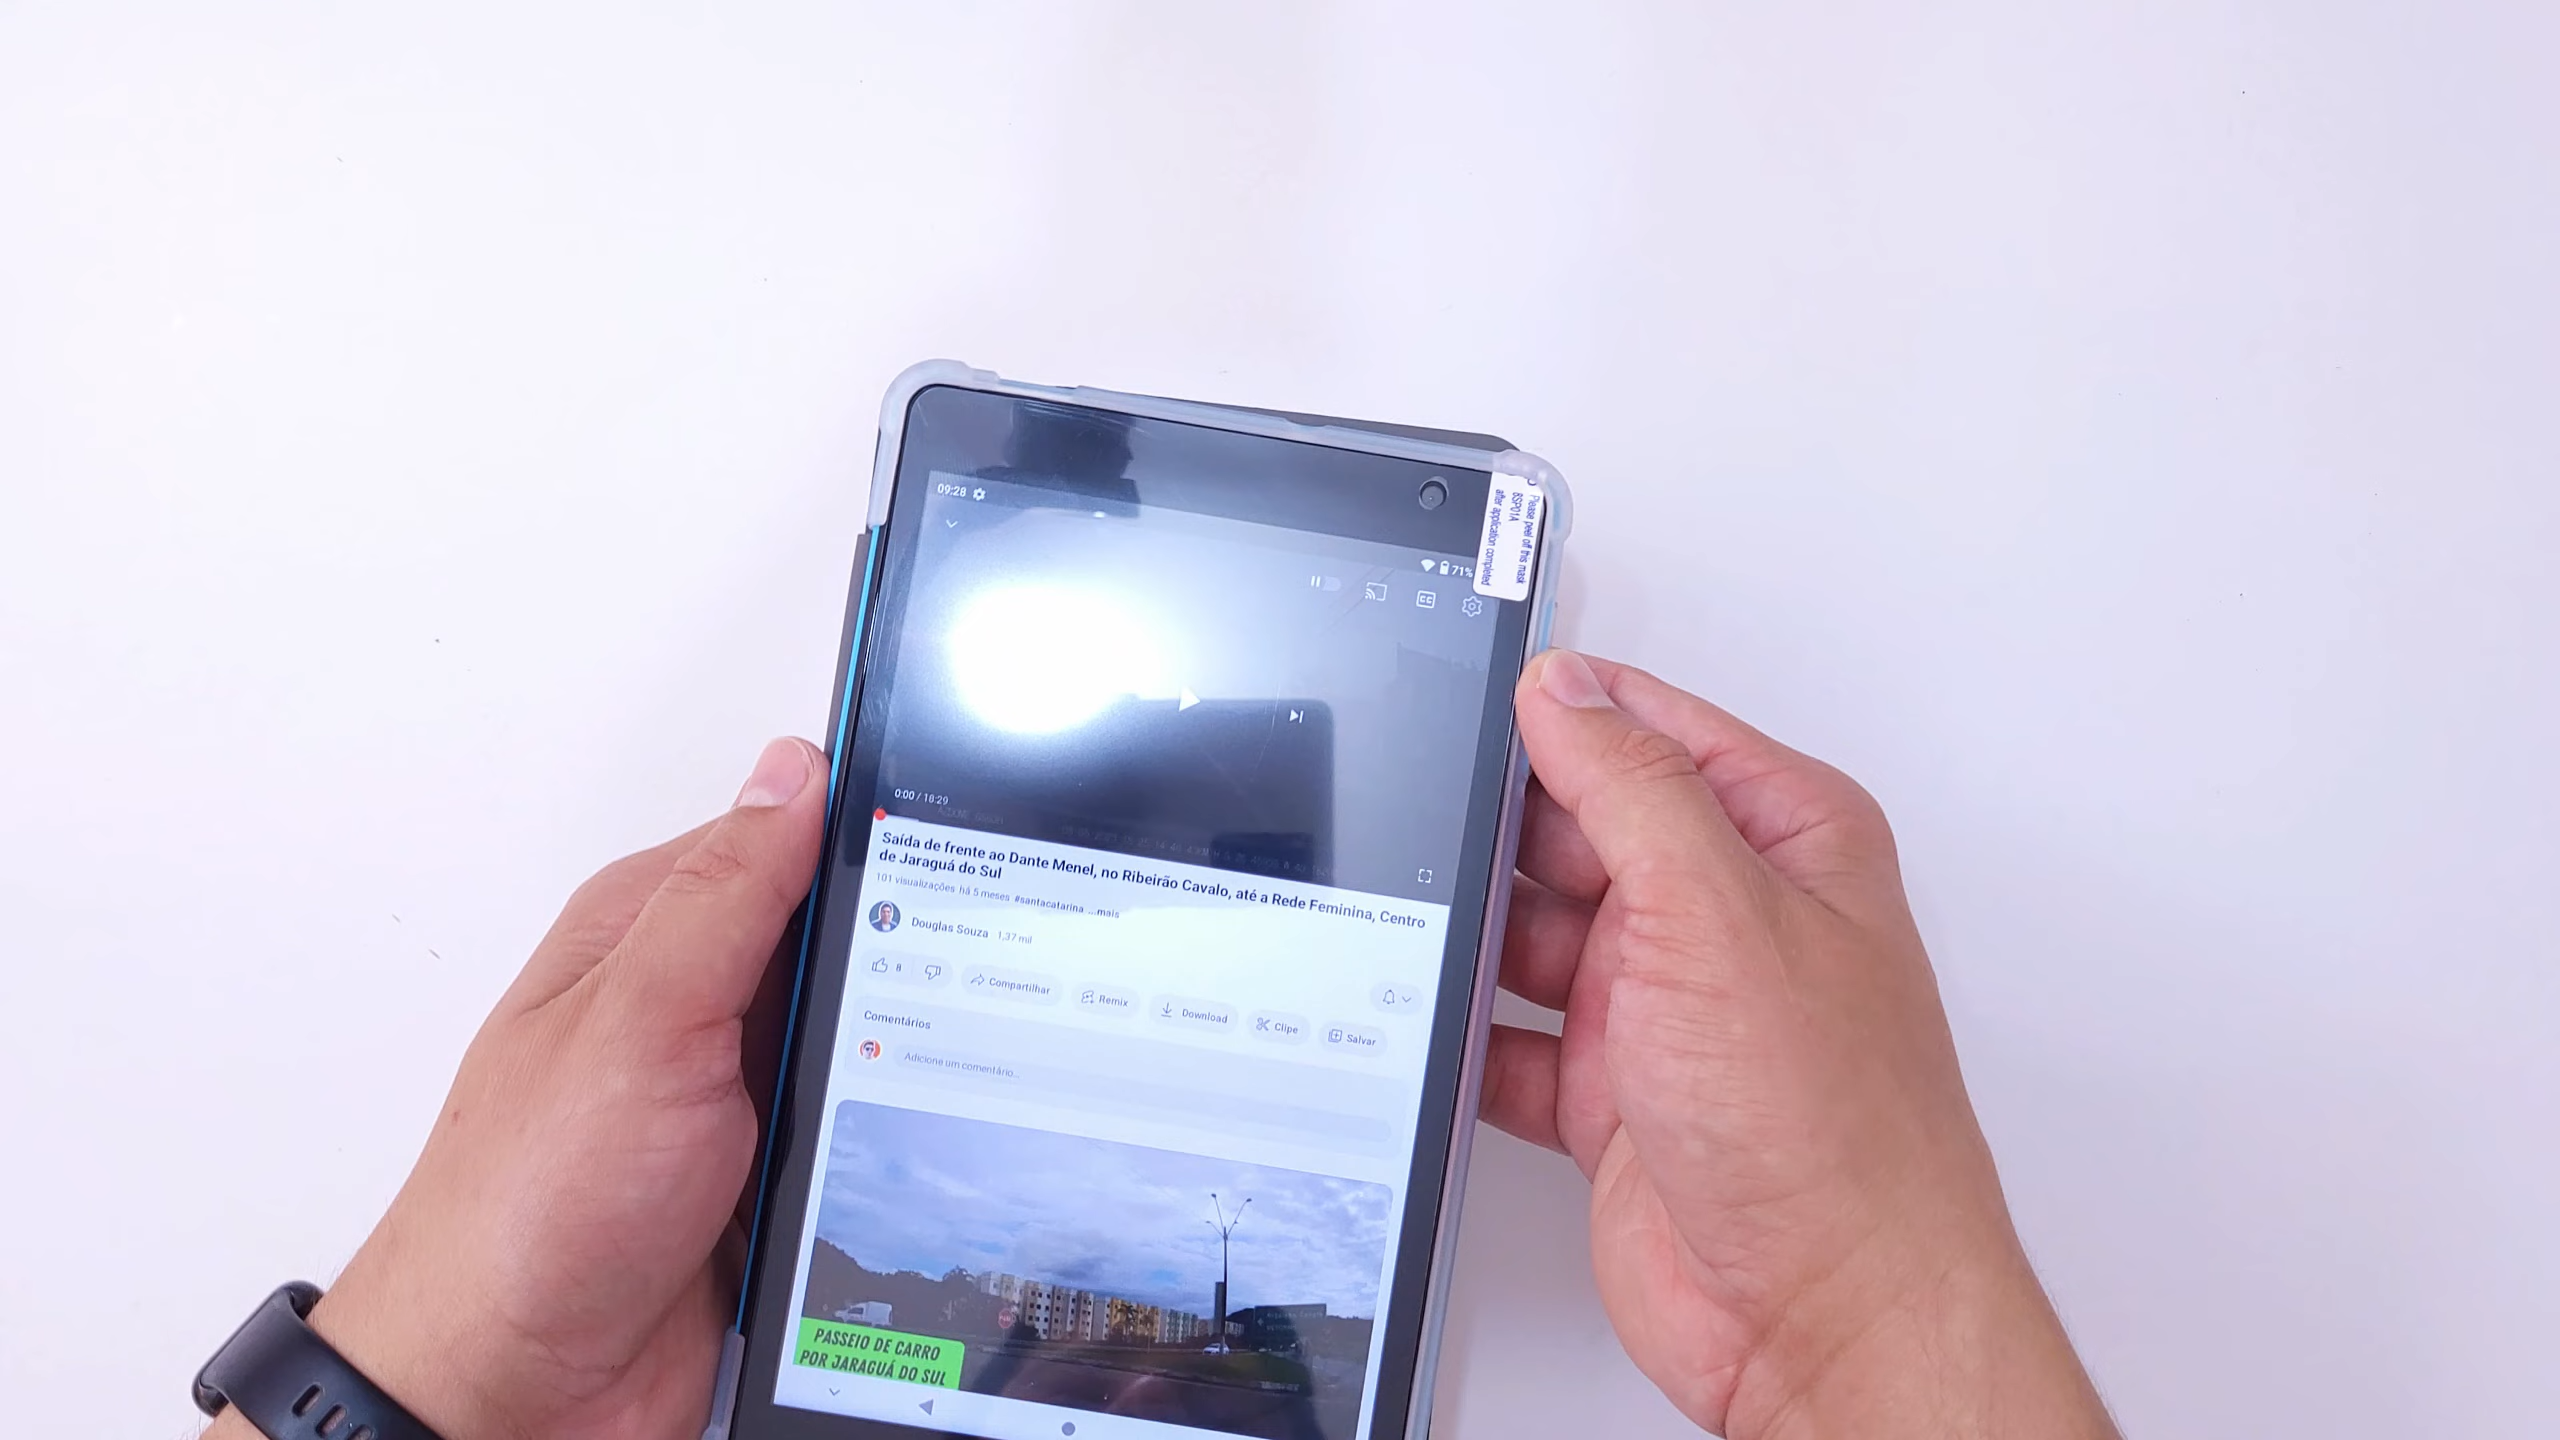 09:28
71%
Please peel off this mask
8SP01A
after application completed
CC
0:00 / 18:29
Saída de frente ao Dante Menel, no Ribeirão Cavalo, até a Rede Feminina, Centro
de Jaraguá do Sul
101 visualizações há 5 meses #santacatarina ...mais
Douglas Souza 1,37 mil
8
Compartilhar
Remix
Download
Clipe
Salvar
Comentários
Adicione um comentário...
PASSEIO DE CARRO
POR JARAGUÁ DO SUL